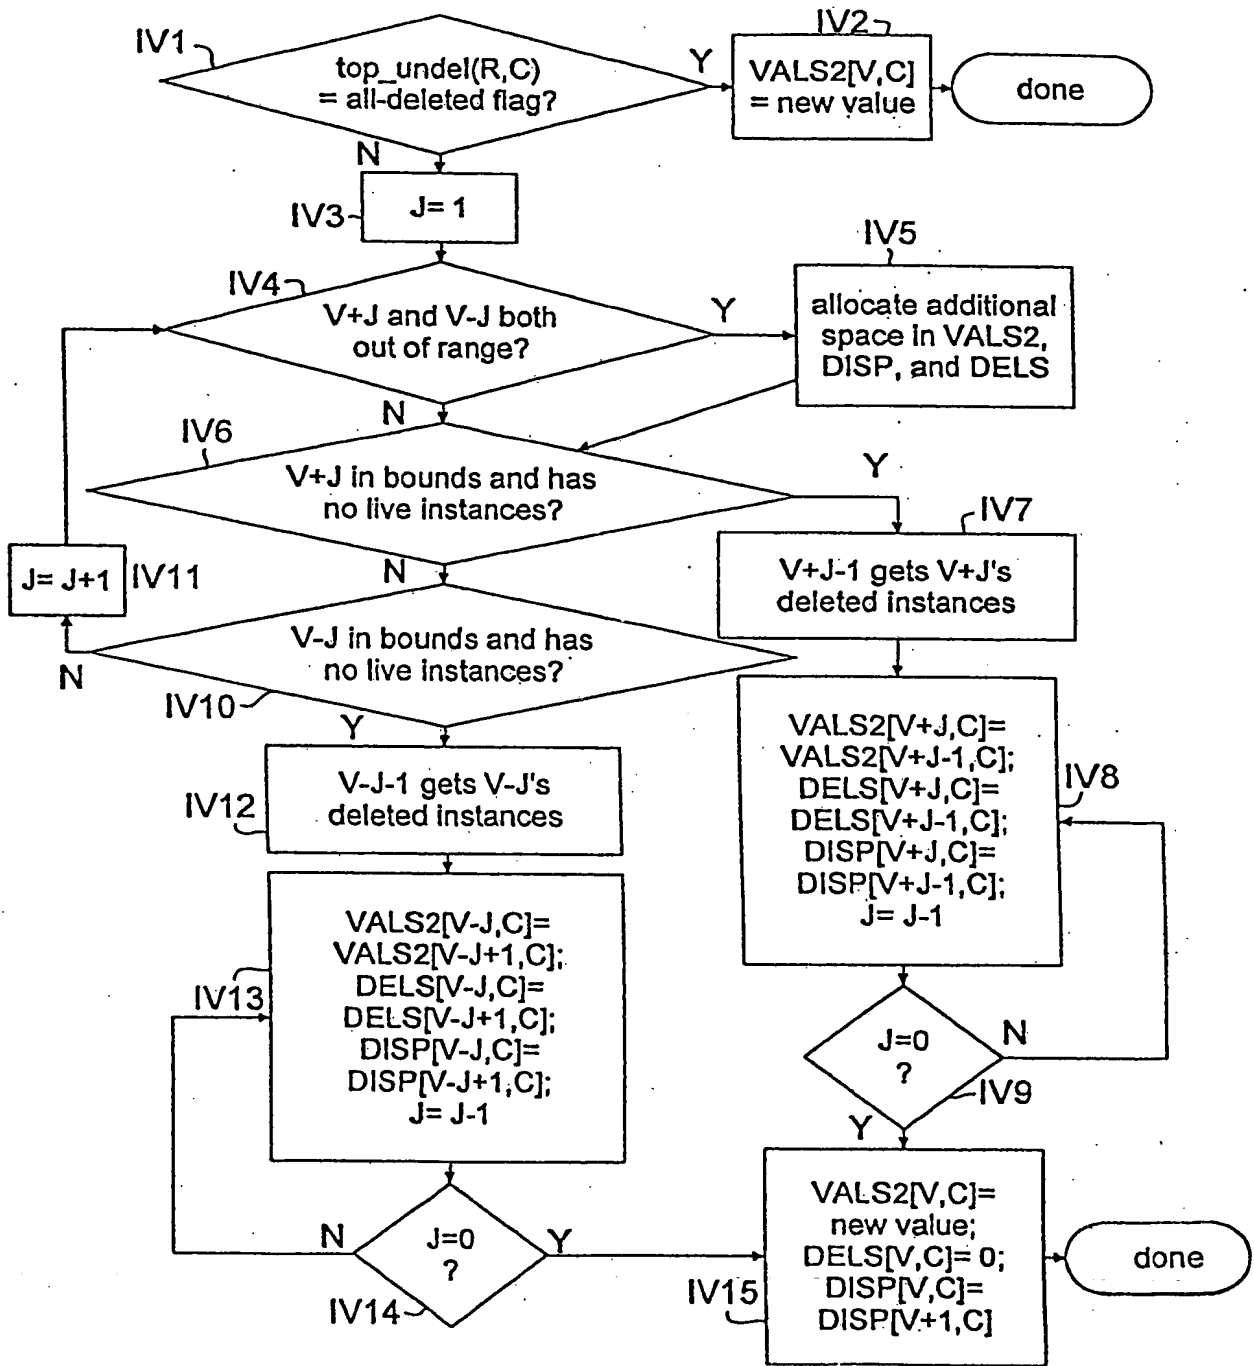 IV1
top_undel(R,C)
= all-deleted flag?
Y
IV2
VALS2[V,C]
= new value
done
N
IV3
J= 1
IV4
V+J and V-J both
out of range?
Y
IV5
allocate additional
space in VALS2,
DISP, and DELS
N
IV6
V+J in bounds and has
no live instances?
Y
IV7
V+J-1 gets V+J's
deleted instances
N
J= J+1
IV11
V-J in bounds and has
no live instances?
N
IV10
Y
IV12
V-J-1 gets V-J's
deleted instances
VALS2[V+J,C]=
VALS2[V+J-1,C];
DELS[V+J,C]=
DELS[V+J-1,C];
DISP[V+J,C]=
DISP[V+J-1,C];
J= J-1
IV8
VALS2[V-J,C]=
VALS2[V-J+1,C];
DELS[V-J,C]=
DELS[V-J+1,C];
DISP[V-J,C]=
DISP[V-J+1,C];
J= J-1
IV13
J=0
?
N
IV9
Y
J=0
?
N
Y
IV14
VALS2[V,C]=
new value;
DELS[V,C]= 0;
DISP[V,C]=
DISP[V+1,C]
IV15
done